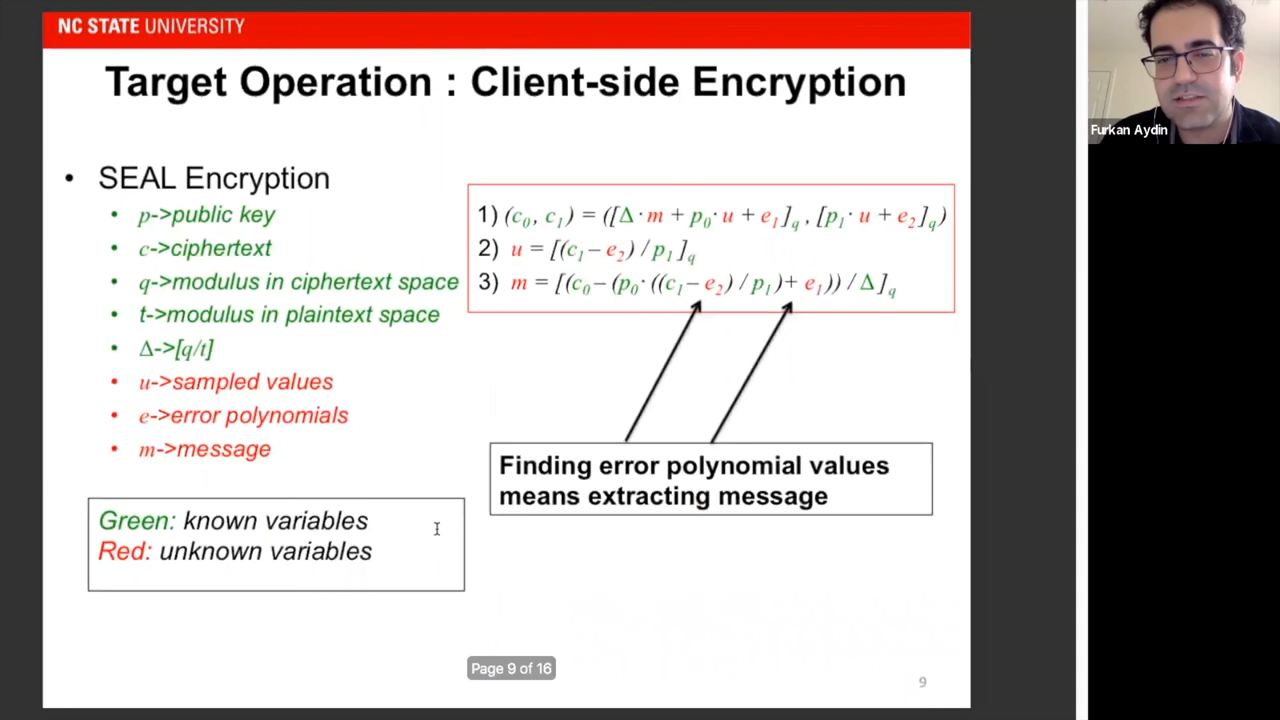 NC STATE UNIVERSITY
Target Operation : Client-side Encryption
• SEAL Encryption
• p->public key
• c->ciphertext
• q->modulus in ciphertext space
• t->modulus in plaintext space
• Δ->[q/t]
• u->sampled values
• e->error polynomials
• m->message
1) (c₀, c₁) = ([Δ·m + p₀·u + e₁]q , [p₁·u + e₂]q)
2) u = [(c₁– e₂) / p₁]q
3) m = [(c₀– (p₀·((c₁– e₂) / p₁)+ e₁)) / Δ]q
Finding error polynomial values
means extracting message
Green: known variables
Red: unknown variables
Page 9 of 16
9
Furkan Aydin